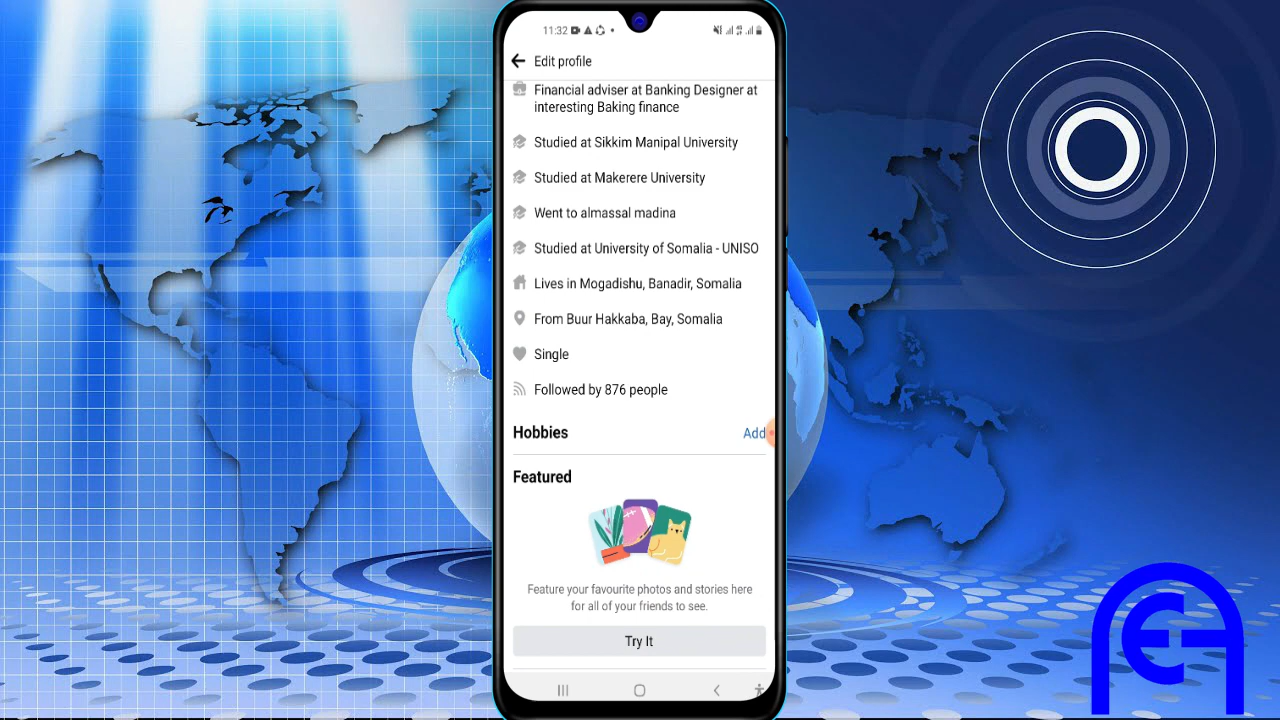 11:32
Edit profile
Financial adviser at Banking Designer at
interesting Baking finance
Studied at Sikkim Manipal University
Studied at Makerere University
Went to almassal madina
Studied at University of Somalia - UNISO
Lives in Mogadishu, Banadir, Somalia
From Buur Hakkaba, Bay, Somalia
Single
Followed by 876 people
Hobbies Add
Featured
Feature your favourite photos and stories here
for all of your friends to see.
Try It